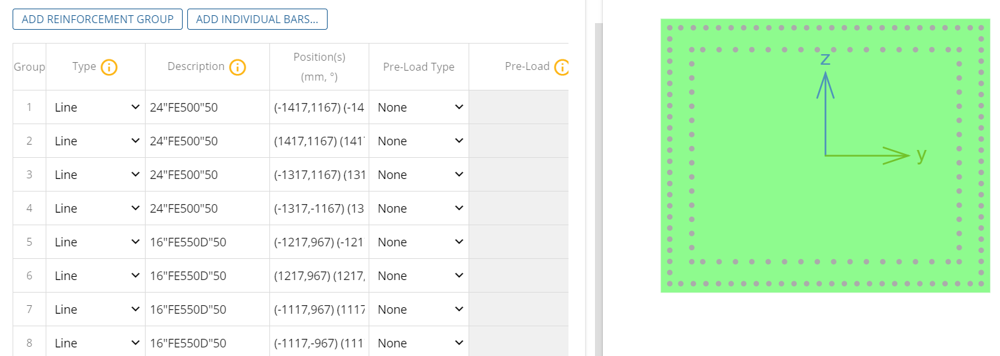 ADD REINFORCEMENT GROUP ADD INDIVIDUAL BARS...
Group Type Description Position(s) (mm, °) Pre-Load Type Pre-Load
1 Line 24"FE500"50 (-1417,1167) (-14 None
2 Line 24"FE500"50 (1417,1167) (141 None
3 Line 24"FE500"50 (-1317,1167) (131 None
4 Line 24"FE500"50 (-1317,-1167) (13 None
5 Line 16"FE550D"50 (-1217,967) (-121 None
6 Line 16"FE550D"50 (1217,967) (1217, None
7 Line 16"FE550D"50 (-1117,967) (1117 None
8 Line 16"FE550D"50 (-1117,-967) (111 None
z
y